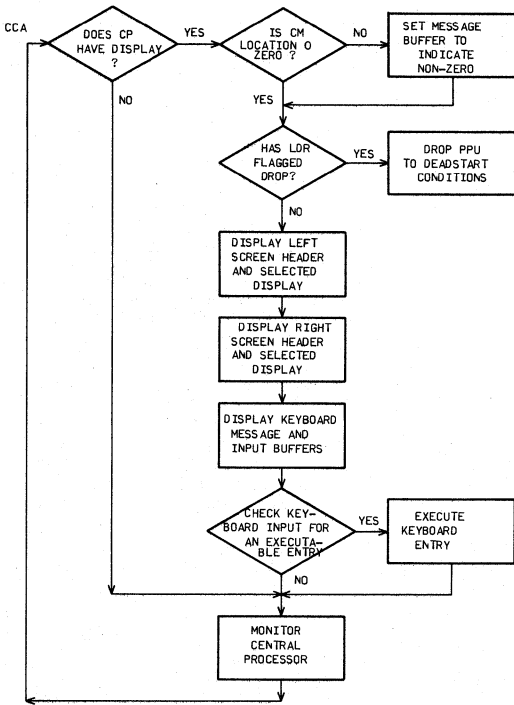 CCA
DOES CP
HAVE DISPLAY
?
YES
NO
IS CM
LOCATION O
ZERO ?
NO
YES
SET MESSAGE
BUFFER TO
INDICATE
NON-ZERO
HAS LDR
FLAGGED
DROP?
YES
NO
DROP PPU
TO DEADSTART
CONDITIONS
DISPLAY LEFT
SCREEN HEADER
AND SELECTED
DISPLAY
DISPLAY RIGHT
SCREEN HEADER
AND SELECTED
DISPLAY
DISPLAY KEYBOARD
MESSAGE AND
INPUT BUFFERS
CHECK KEY-
BOARD INPUT FOR
AN EXECUTA-
BLE ENTRY
YES
NO
EXECUTE
KEYBOARD
ENTRY
MONITOR
CENTRAL
PROCESSOR